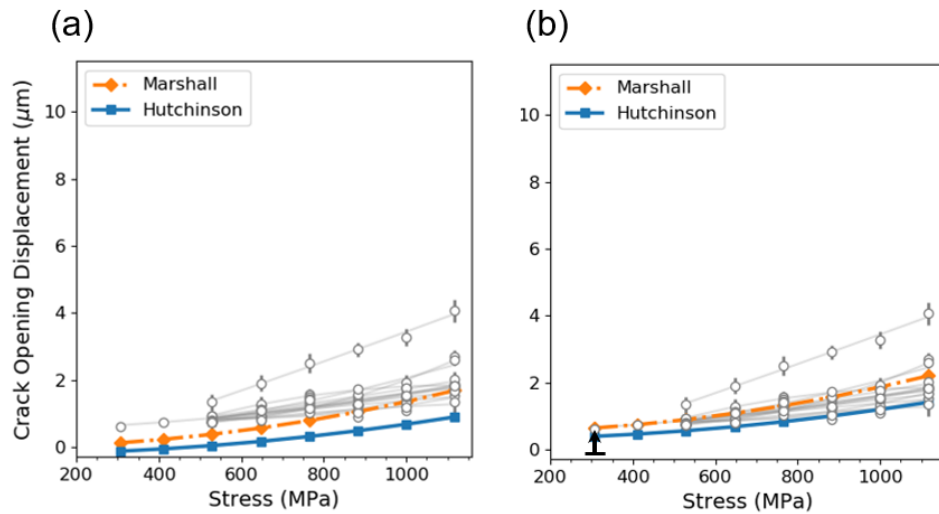 (a)
(b)
Marshall
Hutchinson
Crack Opening Displacement (μm)
10
8
6
4
2
0
200
400
600
800
1000
Stress (MPa)
Marshall
Hutchinson
10
8
6
4
2
0
200
400
600
800
1000
Stress (MPa)